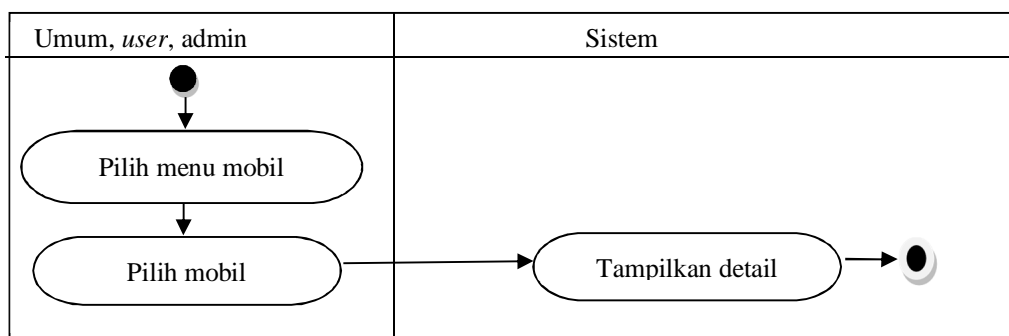 Umum, user, admin
Sistem
Pilih menu mobil
Pilih mobil
Tampilkan detail